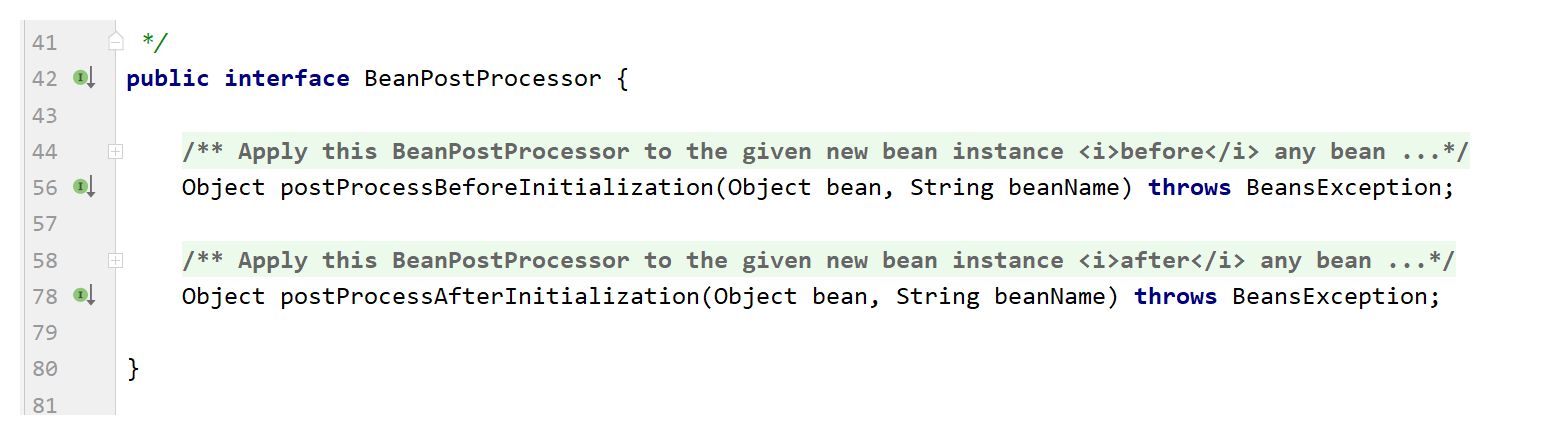 41 */
42 public interface BeanPostProcessor {
43
44 /** Apply this BeanPostProcessor to the given new bean instance <i>before</i> any bean ...*/
56 Object postProcessBeforeInitialization(Object bean, String beanName) throws BeansException;
57
58 /** Apply this BeanPostProcessor to the given new bean instance <i>after</i> any bean ...*/
78 Object postProcessAfterInitialization(Object bean, String beanName) throws BeansException;
79
80 }
81